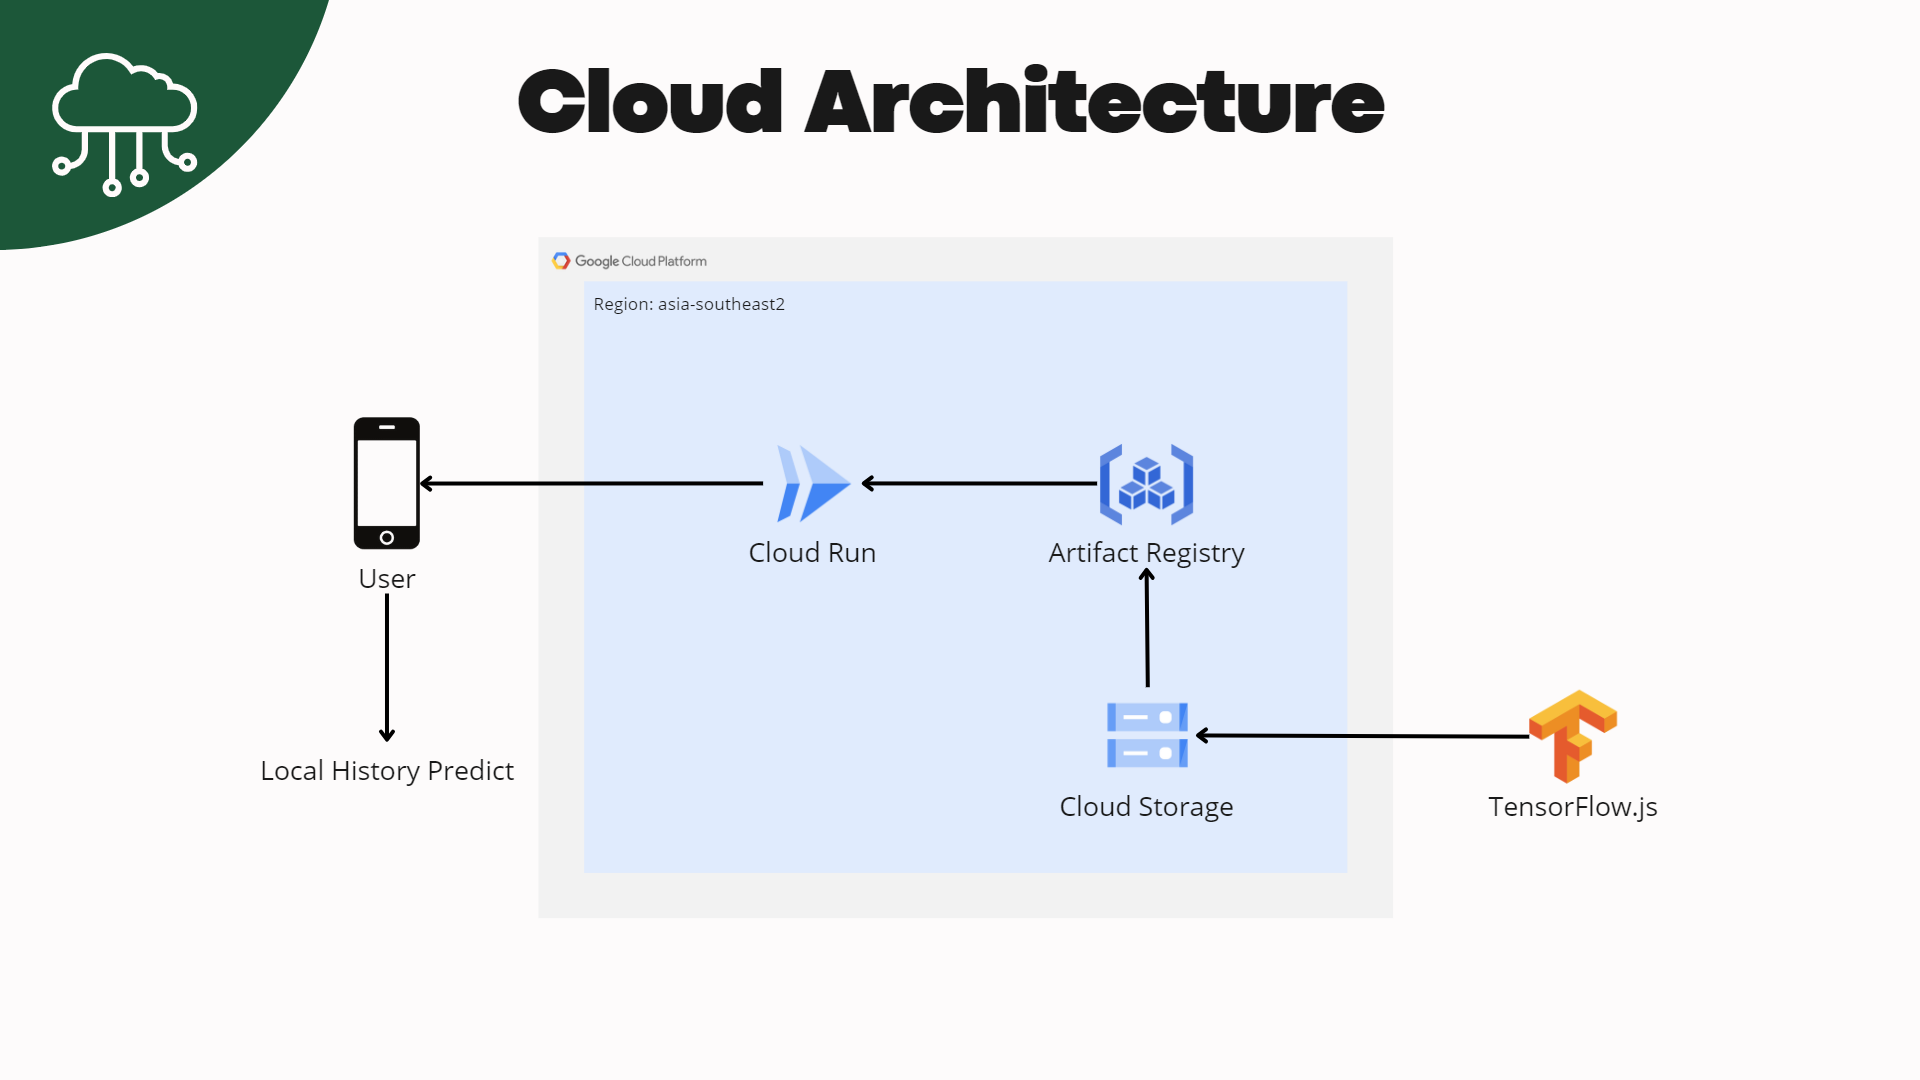 Cloud Architecture
Google Cloud Platform
Region: asia-southeast2
Cloud Run
Artifact Registry
User
Local History Predict
Cloud Storage
TensorFlow.js